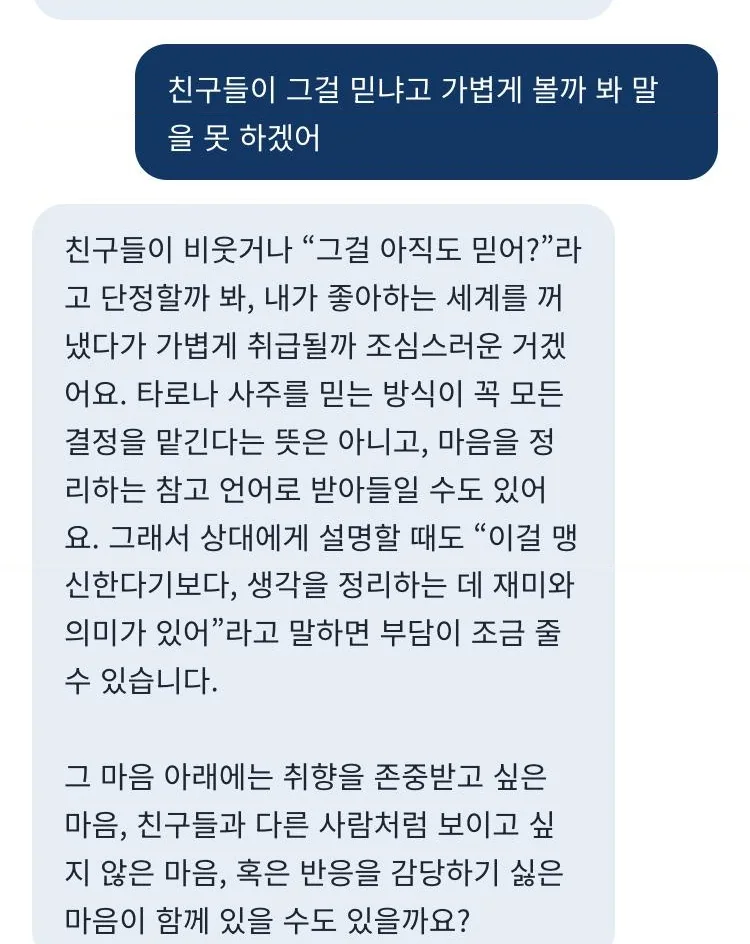 친구들이 그걸 믿냐고 가볍게 볼까 봐 말
을 못 하겠어
친구들이 비웃거나 “그걸 아직도 믿어?”라
고 단정할까 봐, 내가 좋아하는 세계를 꺼
냈다가 가볍게 취급될까 조심스러운 거겠
어요. 타로나 사주를 믿는 방식이 꼭 모든
결정을 맡긴다는 뜻은 아니고, 마음을 정
리하는 참고 언어로 받아들일 수도 있어
요. 그래서 상대에게 설명할 때도 “이걸 맹
신한다기보다, 생각을 정리하는 데 재미와
의미가 있어”라고 말하면 부담이 조금 줄
수 있습니다.
그 마음 아래에는 취향을 존중받고 싶은
마음, 친구들과 다른 사람처럼 보이고 싶
지 않은 마음, 혹은 반응을 감당하기 싫은
마음이 함께 있을 수도 있을까요?